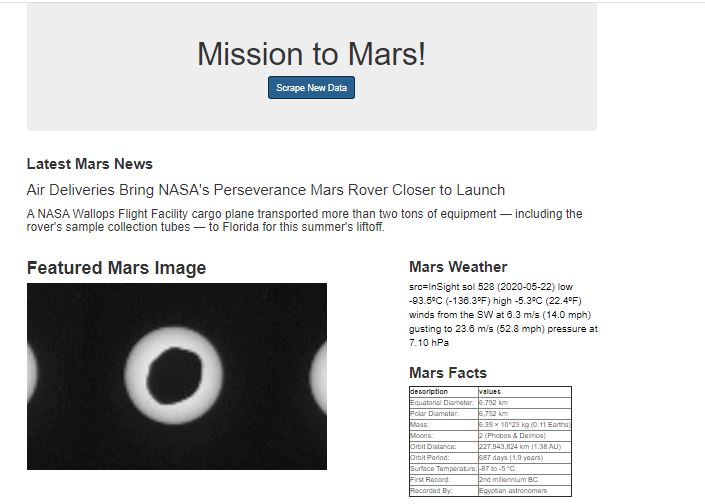 Mission to Mars!
Scrape New Data
Latest Mars News
Air Deliveries Bring NASA's Perseverance Mars Rover Closer to Launch
A NASA Wallops Flight Facility cargo plane transported more than two tons of equipment — including the
rover's sample collection tubes — to Florida for this summer's liftoff.
Featured Mars Image
Mars Weather
src=InSight sol 528 (2020-05-22) low
-93.5ºC (-136.3ºF) high -5.3ºC (22.4ºF)
winds from the SW at 6.3 m/s (14.0 mph)
gusting to 23.6 m/s (52.8 mph) pressure at
7.10 hPa
Mars Facts
description values
Equatorial Diameter: 6,792 km
Polar Diameter: 6,752 km
Mass: 6.39 × 10^23 kg (0.11 Earths)
Moons: 2 (Phobos & Deimos)
Orbit Distance: 227,943,824 km (1.38 AU)
Orbit Period: 687 days (1.9 years)
Surface Temperature: -87 to -5 °C
First Record: 2nd millennium BC
Recorded By: Egyptian astronomers